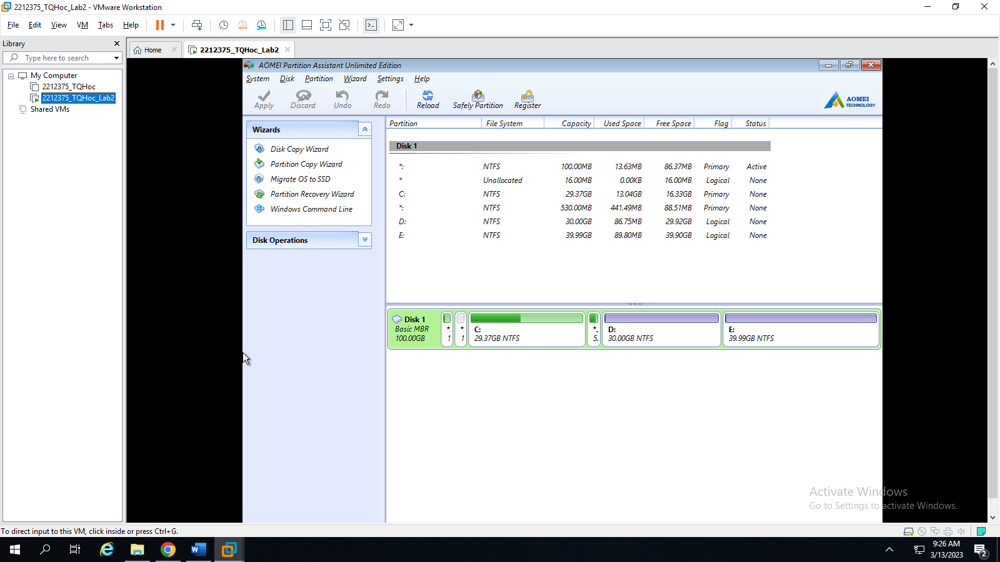 2212375_TQHoc_Lab2 - VMware Workstation
File Edit View VM Tabs Help
Library
Type here to search
My Computer
2212375_TQHoc
2212375_TQHoc_Lab2
Shared VMs
Home
2212375_TQHoc_Lab2
AOMEI Partition Assistant Unlimited Edition
System Disk Partition Wizard Settings Help
Apply Discard Undo Redo Reload Safely Partition Register
AOMEI
TECHNOLOGY
Wizards
Disk Copy Wizard
Partition Copy Wizard
Migrate OS to SSD
Partition Recovery Wizard
Windows Command Line
Disk Operations
Partition File System Capacity Used Space Free Space Flag Status
Disk 1
*: NTFS 100.00MB 13.63MB 86.37MB Primary Active
* Unallocated 16.00MB 0.00KB 16.00MB Logical None
C: NTFS 29.37GB 13.04GB 16.33GB Primary None
*: NTFS 530.00MB 441.49MB 88.51MB Primary None
D: NTFS 30.00GB 86.75MB 29.92GB Logical None
E: NTFS 39.99GB 89.80MB 39.90GB Logical None
Disk 1
Basic MBR
100.00GB
*.
1
*.
1
C:
29.37GB NTFS
*.
5.
D:
30.00GB NTFS
E:
39.99GB NTFS
Activate Windows
Go to Settings to activate Windows.
To direct input to this VM, click inside or press Ctrl+G.
9:26 AM
3/13/2023
2